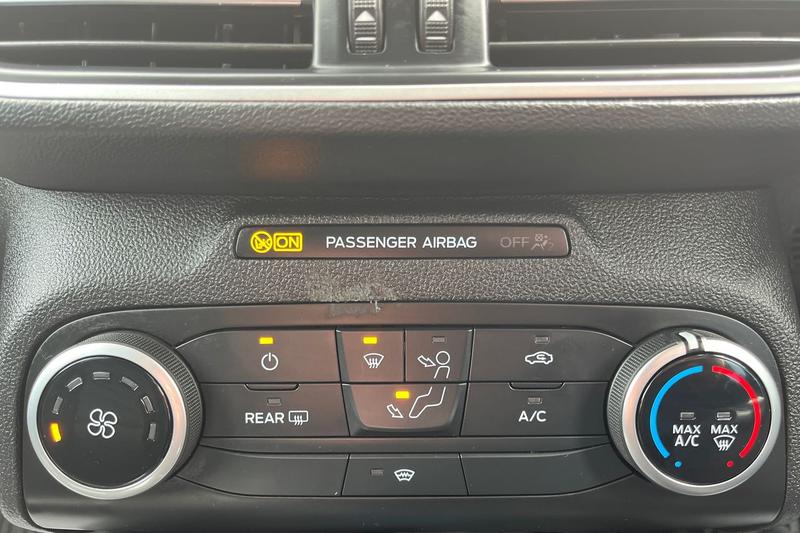 ON PASSENGER AIRBAG OFF
REAR
A/C
MAX A/C
MAX